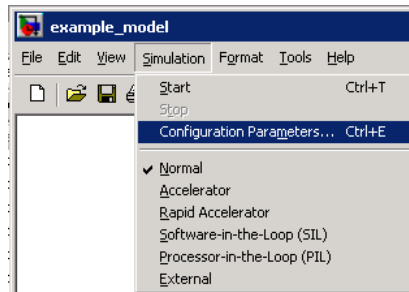 example_model
File Edit View Simulation Format Tools Help
Start Ctrl+T
Stop
Configuration Parameters... Ctrl+E
Normal
Accelerator
Rapid Accelerator
Software-in-the-Loop (SIL)
Processor-in-the-Loop (PIL)
External